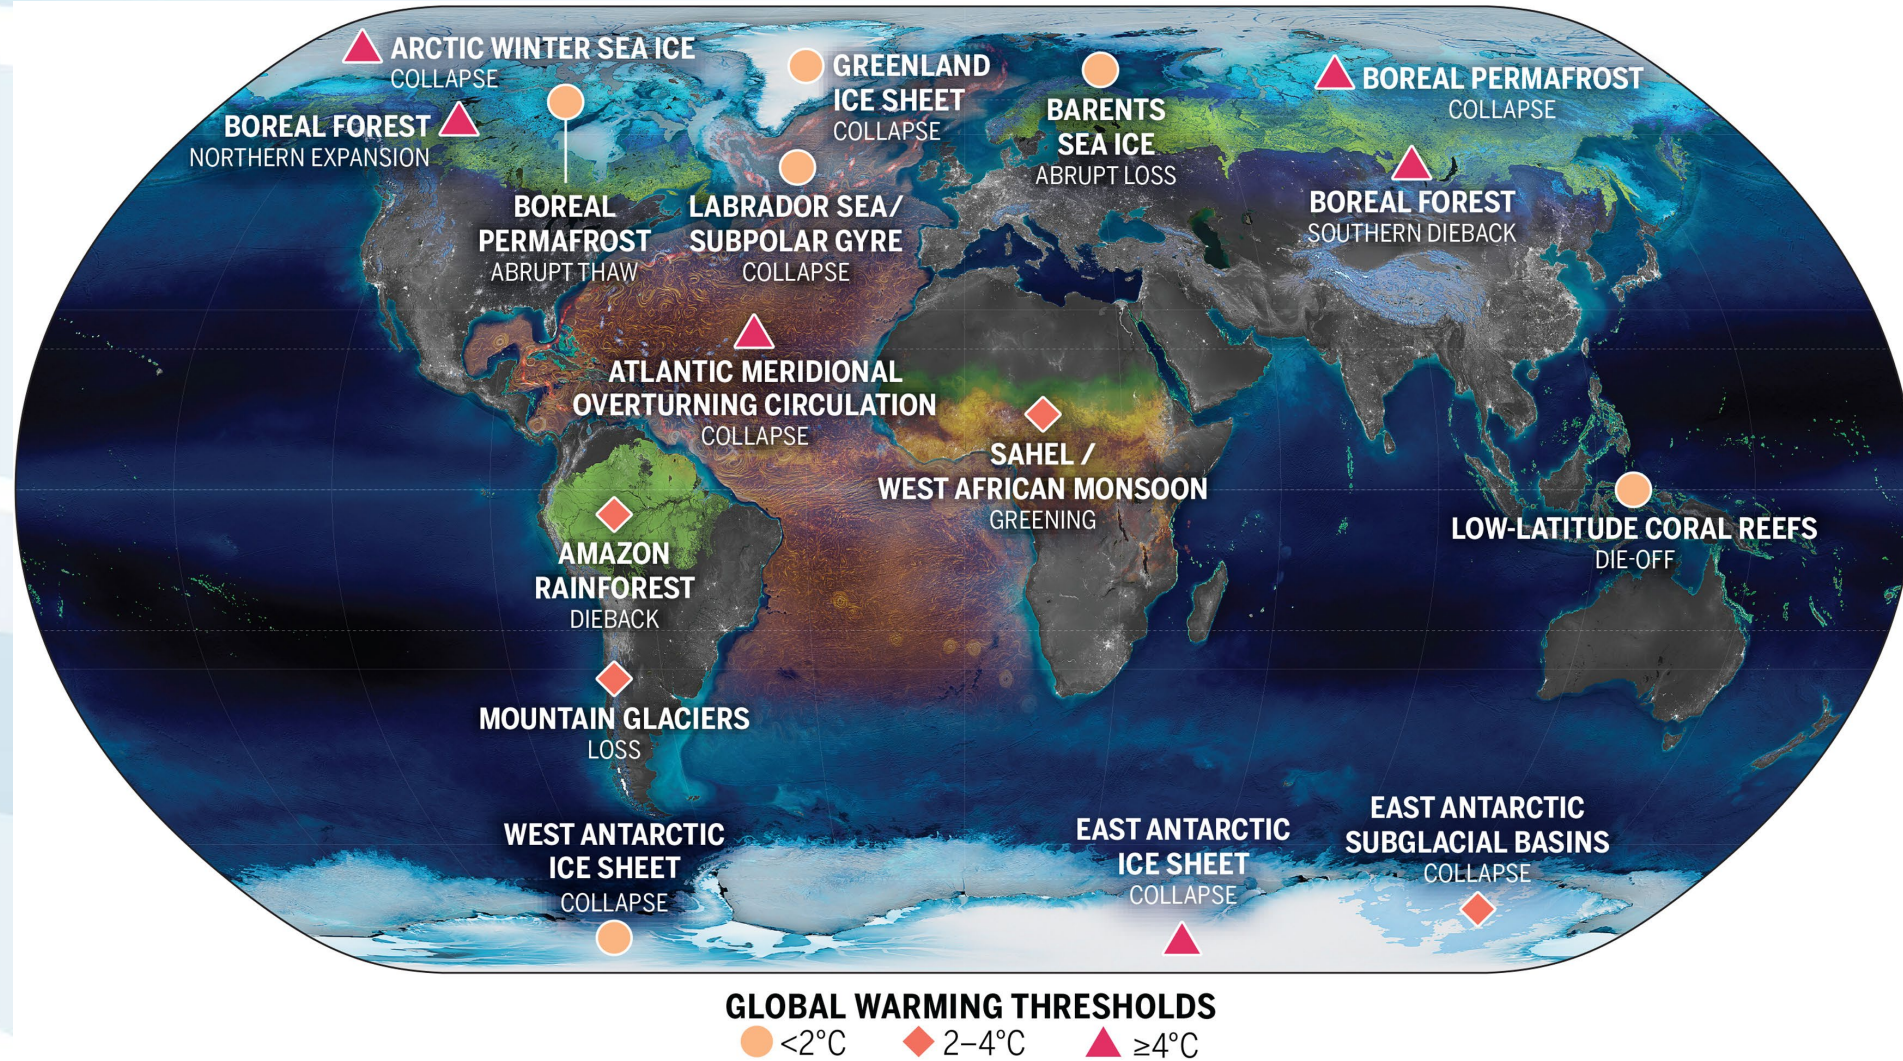 ARCTIC WINTER SEA ICE
COLLAPSE
BOREAL FOREST
NORTHERN EXPANSION
BOREAL
PERMAFROST
ABRUPT THAW
GREENLAND
ICE SHEET
COLLAPSE
LABRADOR SEA/
SUBPOLAR GYRE
COLLAPSE
BARENTS
SEA ICE
ABRUPT LOSS
BOREAL PERMAFROST
COLLAPSE
BOREAL FOREST
SOUTHERN DIEBACK
ATLANTIC MERIDIONAL
OVERTURNING CIRCULATION
COLLAPSE
SAHEL /
WEST AFRICAN MONSOON
GREENING
LOW-LATITUDE CORAL REEFS
DIE-OFF
AMAZON
RAINFOREST
DIEBACK
MOUNTAIN GLACIERS
LOSS
WEST ANTARCTIC
ICE SHEET
COLLAPSE
EAST ANTARCTIC
ICE SHEET
COLLAPSE
EAST ANTARCTIC
SUBGLACIAL BASINS
COLLAPSE
GLOBAL WARMING THRESHOLDS
<2°C 2–4°C ≥4°C